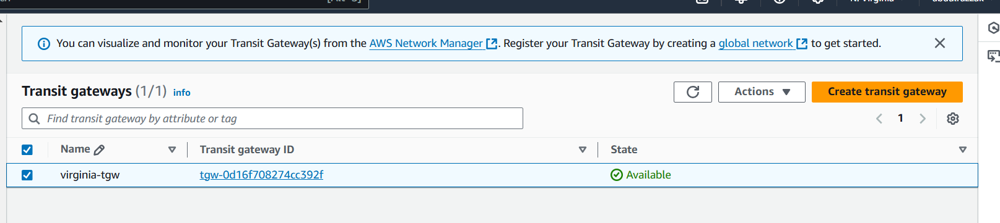 You can visualize and monitor your Transit Gateway(s) from the AWS Network Manager. Register your Transit Gateway by creating a global network to get started.
Transit gateways (1/1) info
Actions
Create transit gateway
Find transit gateway by attribute or tag
1
Name
Transit gateway ID
State
virginia-tgw
tgw-0d16f708274cc392f
Available